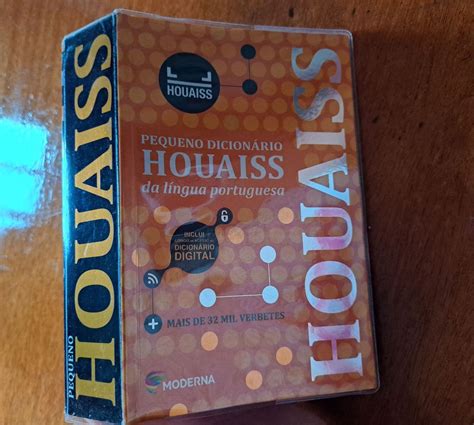 PEQUENO
HOUAISS
HOUAISS
PEQUENO DICIONÁRIO
HOUAISS
da língua portuguesa
INCLUI
DICIONÁRIO
DIGITAL
+ MAIS DE 32 MIL VERBETES
MODERNA
HOUAISS